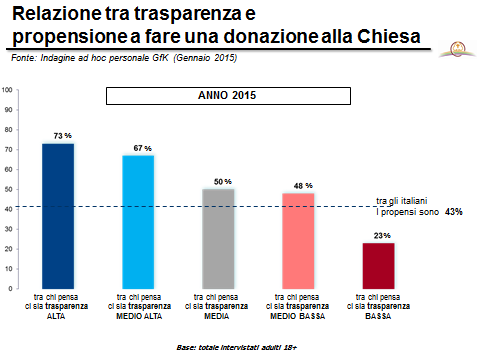 Relazione tra trasparenza e
propensione a fare una donazione alla Chiesa
Fonte: Indagine ad hoc personale GfK (Gennaio 2015)
ANNO 2015
100
90
80
70
60
50
40
30
20
10
0
73 %
67 %
50 %
48 %
23%
tra gli italiani
I propensi sono 43%
tra chi pensa
ci sia trasparenza
ALTA
tra chi pensa
ci sia trasparenza
MEDIO ALTA
tra chi pensa
ci sia trasparenza
MEDIA
tra chi pensa
ci sia trasparenza
MEDIO BASSA
tra chi pensa
ci sia trasparenza
BASSA
Base: totale intervistati adulti 18+